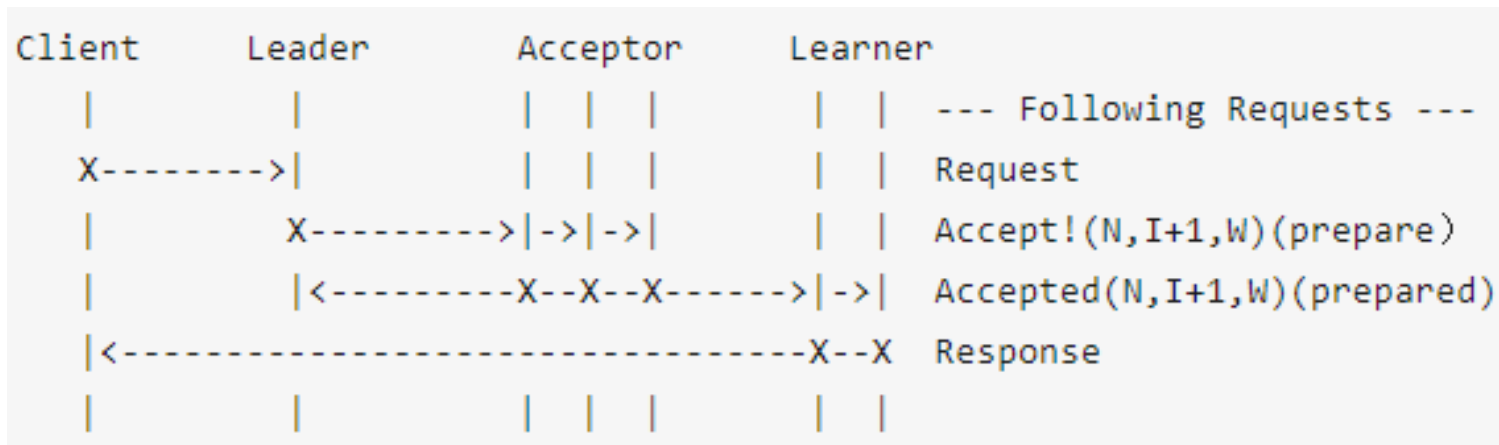 Client      Leader         Acceptor       Learner
   |         |          |  |  |       |  |  --- Following Requests ---
   X-------->|          |  |  |       |  |  Request
   |         X--------->|->|->|       |  |  Accept!(N,I+1,W)(prepare）
   |         |<---------X--X--X------>|->|  Accepted(N,I+1,W)(prepared)
   |<---------------------------------X--X  Response
   |         |          |  |  |       |  |